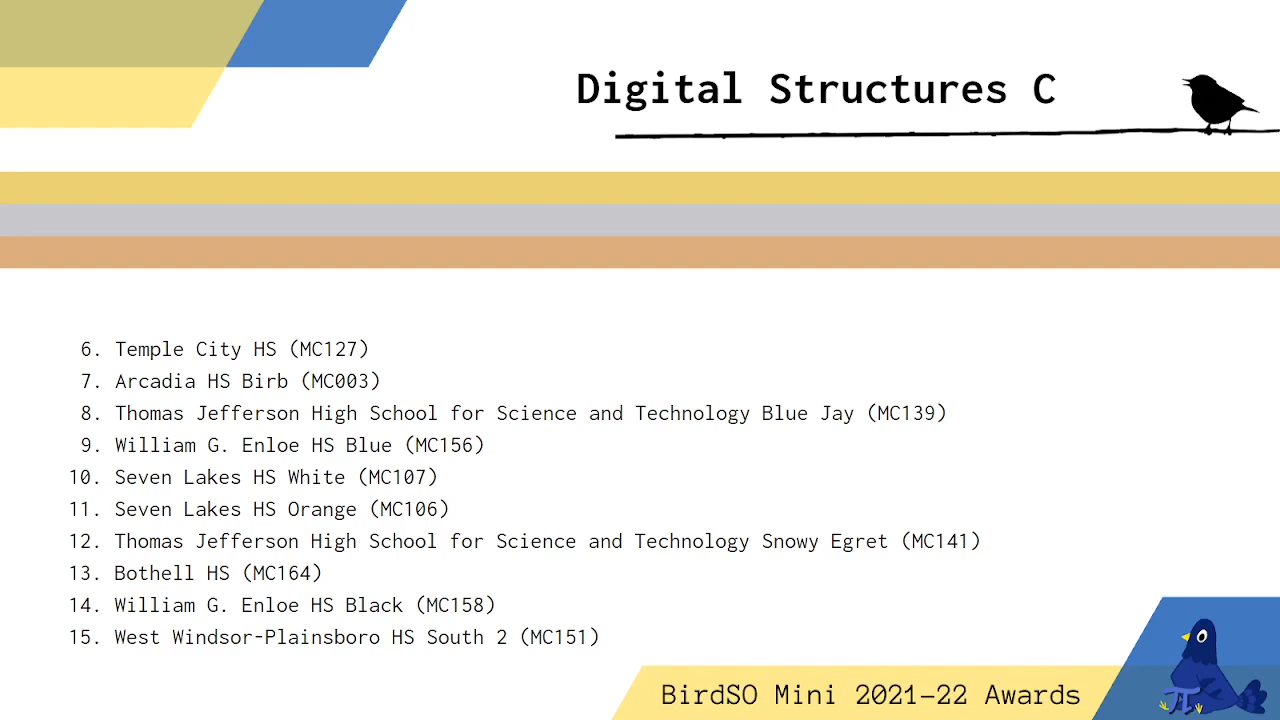 Digital Structures C
6. Temple City HS (MC127)
7. Arcadia HS Birb (MC003)
8. Thomas Jefferson High School for Science and Technology Blue Jay (MC139)
9. William G. Enloe HS Blue (MC156)
10. Seven Lakes HS White (MC107)
11. Seven Lakes HS Orange (MC106)
12. Thomas Jefferson High School for Science and Technology Snowy Egret (MC141)
13. Bothell HS (MC164)
14. William G. Enloe HS Black (MC158)
15. West Windsor-Plainsboro HS South 2 (MC151)
BirdSO Mini 2021–22 Awards